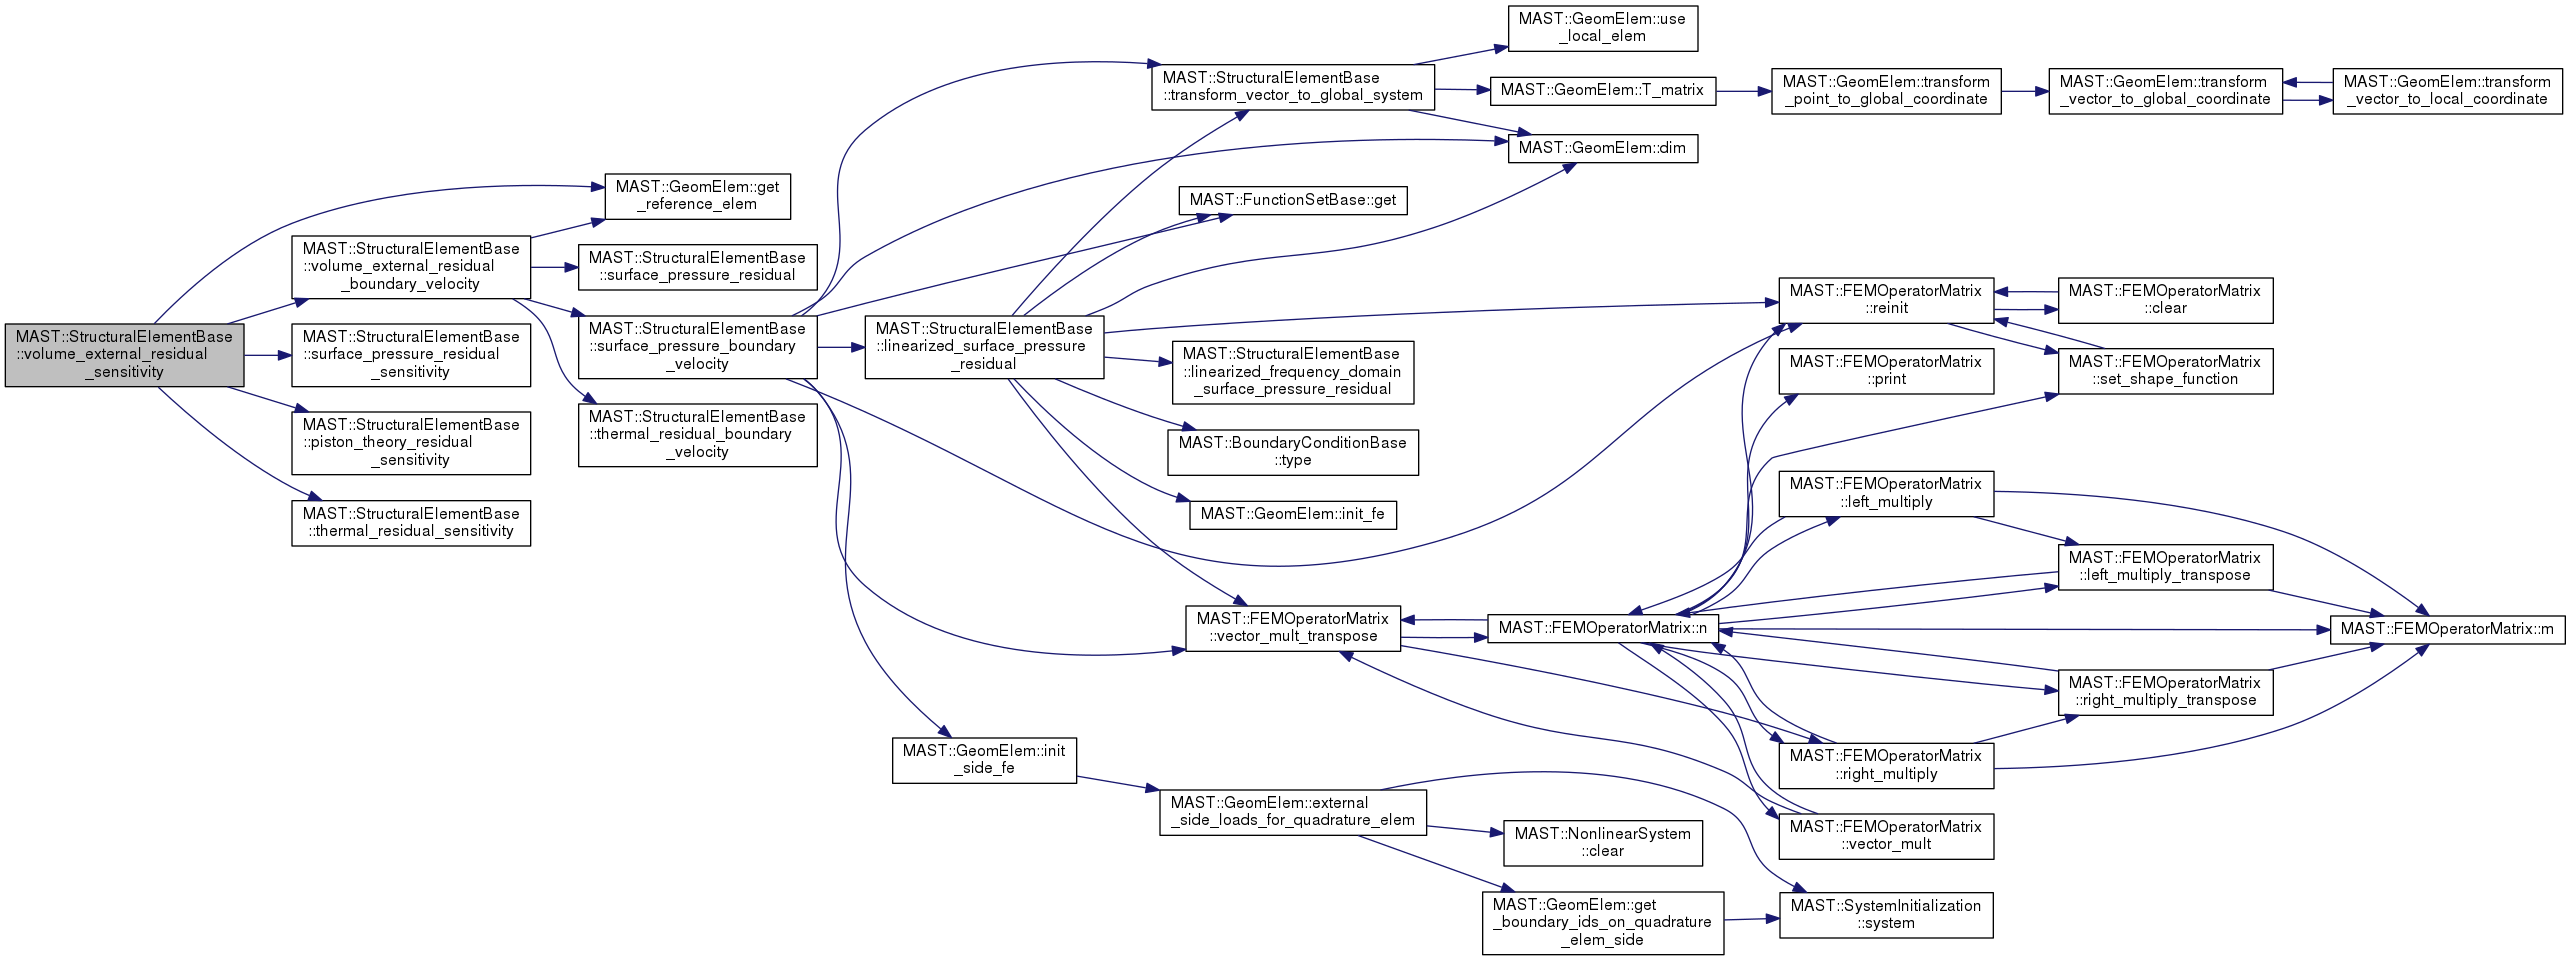 MAST::StructuralElementBase
::volume_external_residual
_sensitivity
MAST::GeomElem::get
_reference_elem
MAST::StructuralElementBase
::volume_external_residual
_boundary_velocity
MAST::StructuralElementBase
::surface_pressure_residual
_sensitivity
MAST::StructuralElementBase
::piston_theory_residual
_sensitivity
MAST::StructuralElementBase
::thermal_residual_sensitivity
MAST::StructuralElementBase
::surface_pressure_residual
MAST::StructuralElementBase
::surface_pressure_boundary
_velocity
MAST::StructuralElementBase
::thermal_residual_boundary
_velocity
MAST::StructuralElementBase
::linearized_surface_pressure
_residual
MAST::GeomElem::init
_side_fe
MAST::StructuralElementBase
::transform_vector_to_global_system
MAST::FunctionSetBase::get
MAST::StructuralElementBase
::linearized_frequency_domain
_surface_pressure_residual
MAST::BoundaryConditionBase
::type
MAST::GeomElem::init_fe
MAST::FEMOperatorMatrix
::vector_mult_transpose
MAST::GeomElem::external
_side_loads_for_quadrature_elem
MAST::GeomElem::use
_local_elem
MAST::GeomElem::T_matrix
MAST::GeomElem::dim
MAST::FEMOperatorMatrix::n
MAST::NonlinearSystem
::clear
MAST::GeomElem::get
_boundary_ids_on_quadrature
_elem_side
MAST::GeomElem::transform
_point_to_global_coordinate
MAST::FEMOperatorMatrix
::reinit
MAST::FEMOperatorMatrix
::print
MAST::FEMOperatorMatrix
::left_multiply
MAST::FEMOperatorMatrix
::right_multiply
MAST::FEMOperatorMatrix
::vector_mult
MAST::SystemInitialization
::system
MAST::GeomElem::transform
_vector_to_global_coordinate
MAST::FEMOperatorMatrix
::clear
MAST::FEMOperatorMatrix
::set_shape_function
MAST::FEMOperatorMatrix
::left_multiply_transpose
MAST::FEMOperatorMatrix
::right_multiply_transpose
MAST::GeomElem::transform
_vector_to_local_coordinate
MAST::FEMOperatorMatrix::m